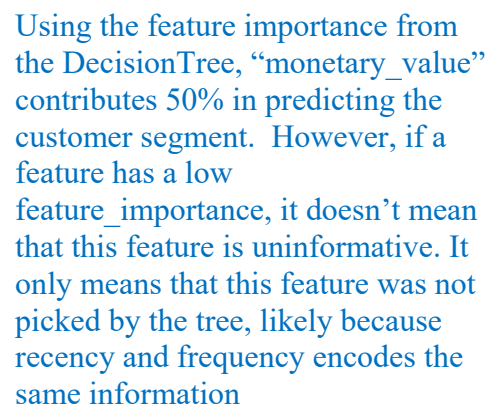 Using the feature importance from
the DecisionTree, “monetary_value”
contributes 50% in predicting the
customer segment.  However, if a
feature has a low
feature_importance, it doesn’t mean
that this feature is uninformative. It
only means that this feature was not
picked by the tree, likely because
recency and frequency encodes the
same information